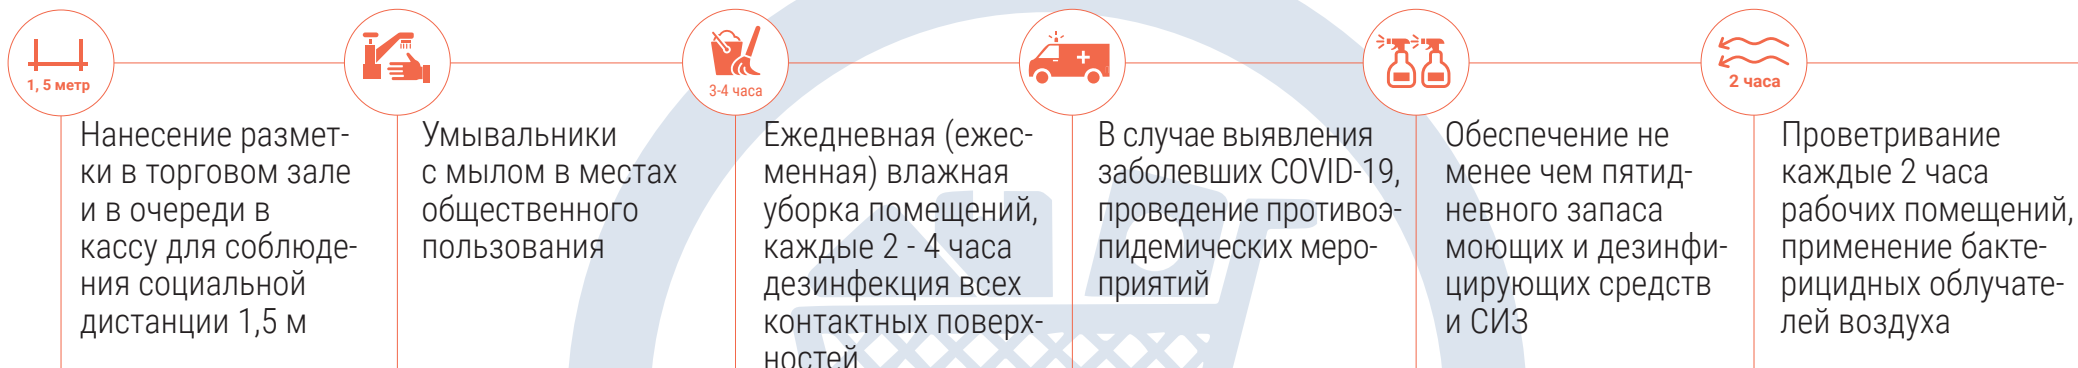 1, 5 метр
Нанесение размет-
ки в торговом зале
и в очереди в
кассу для соблюде-
ния социальной
дистанции 1,5 м
Умывальники
с мылом в местах
общественного
пользования
3-4 часа
Ежедневная (ежес-
менная) влажная
уборка помещений,
каждые 2 - 4 часа
дезинфекция всех
контактных поверх-
ностей
В случае выявления
заболевших COVID-19,
проведение противоэ-
пидемических меро-
приятий
Обеспечение не
менее чем пятид-
невного запаса
моющих и дезинфи-
цирующих средств
и СИЗ
2 часа
Проветривание
каждые 2 часа
рабочих помещений,
применение бакте-
рицидных облучате-
лей воздуха